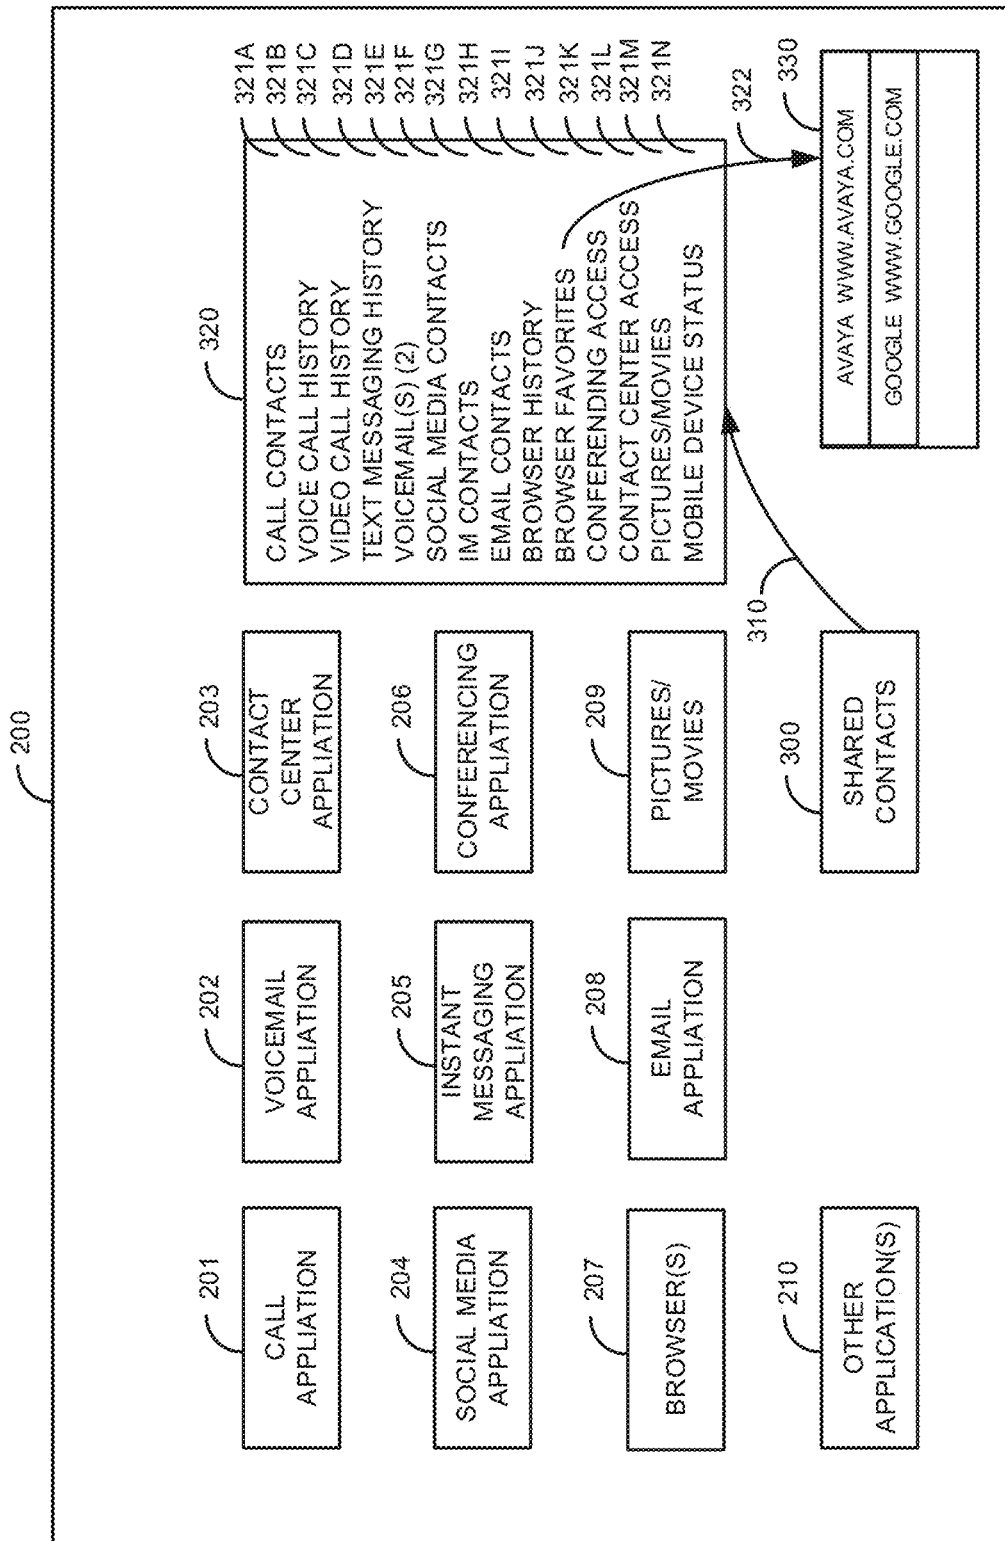 200
201
CALL
APPLIATION
202
VOICEMAIL
APPLIATION
203
CONTACT
CENTER
APPLIATION
204
SOCIAL MEDIA
APPLIATION
205
INSTANT
MESSAGING
APPLIATION
206
CONFERENCING
APPLIATION
207
BROWSER(S)
208
EMAIL
APPLIATION
209
PICTURES/
MOVIES
210
OTHER
APPLICATION(S)
300
SHARED
CONTACTS
310
320
CALL CONTACTS 321A
VOICE CALL HISTORY 321B
VIDEO CALL HISTORY 321C
TEXT MESSAGING HISTORY 321D
VOICEMAIL(S) (2) 321E
SOCIAL MEDIA CONTACTS 321F
IM CONTACTS 321G
EMAIL CONTACTS 321H
BROWSER HISTORY 321I
BROWSER FAVORITES 321J
CONFERENDING ACCESS 321K
CONTACT CENTER ACCESS 321L
PICTURES/MOVIES 321M
MOBILE DEVICE STATUS 321N
322
330
AVAYA WWW.AVAYA.COM
GOOGLE WWW.GOOGLE.COM